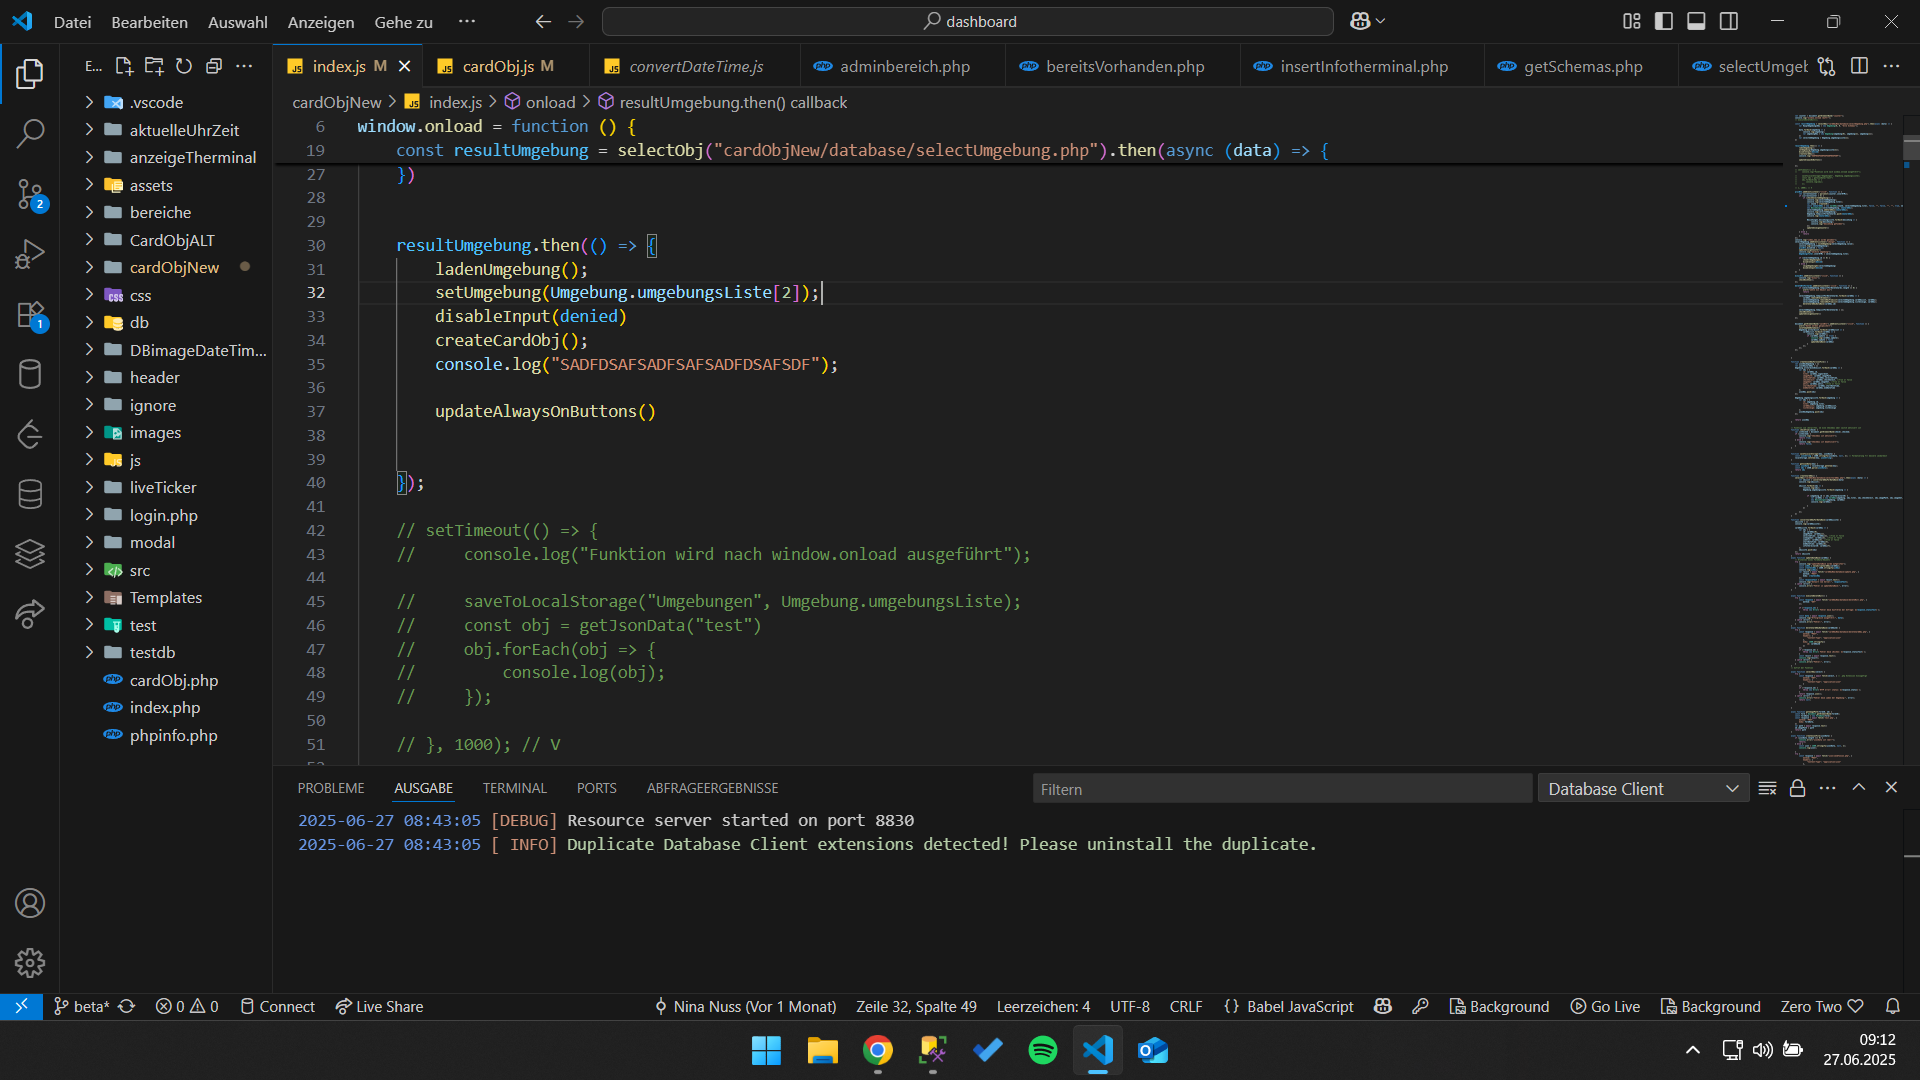 Datei Bearbeiten Auswahl Anzeigen Gehe zu ··· dashboard
E... index.js M cardObj.js M convertDateTime.js adminbereich.php bereitsVorhanden.php insertInfotherminal.php getSchemas.php selectUmget
.vscode
aktuelleUhrZeit
anzeigeTherminal
assets
bereiche
CardObjALT
cardObjNew
css
db
DBimageDateTim...
header
ignore
images
js
liveTicker
login.php
modal
src
Templates
test
testdb
cardObj.php
index.php
phpinfo.php
cardObjNew > index.js > onload > resultUmgebung.then() callback
6 window.onload = function () {
19 const resultUmgebung = selectObj("cardObjNew/database/selectUmgebung.php").then(async (data) => {
27 })
28
29
30 resultUmgebung.then(() => {
31 ladenUmgebung();
32 setUmgebung(Umgebung.umgebungsListe[2]);
33 disableInput(denied)
34 createCardObj();
35 console.log("SADFDSAFSADFSAFSADFDSAFSDF");
36
37 updateAlwaysOnButtons()
38
39
40 });
41
42 // setTimeout(() => {
43 // console.log("Funktion wird nach window.onload ausgeführt");
44
45 // saveToLocalStorage("Umgebungen", Umgebung.umgebungsListe);
46 // const obj = getJsonData("test")
47 // obj.forEach(obj => {
48 // console.log(obj);
49 // });
50
51 // }, 1000); // V
PROBLEME AUSGABE TERMINAL PORTS ABFRAGEERGEBNISSE Filtern Database Client
2025-06-27 08:43:05 [DEBUG] Resource server started on port 8830
2025-06-27 08:43:05 [ INFO] Duplicate Database Client extensions detected! Please uninstall the duplicate.
2
1
beta* 0 0 Connect Live Share Nina Nuss (Vor 1 Monat) Zeile 32, Spalte 49 Leerzeichen: 4 UTF-8 CRLF {} Babel JavaScript Background Go Live Background Zero Two
09:12
27.06.2025